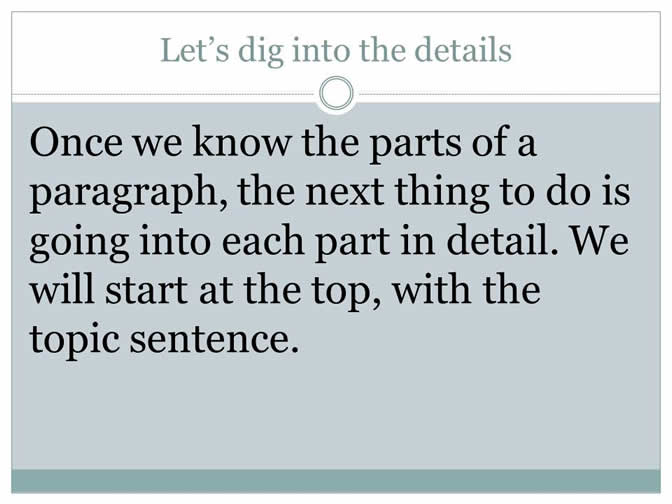 Let’s dig into the details
Once we know the parts of a
paragraph, the next thing to do is
going into each part in detail. We
will start at the top, with the
topic sentence.